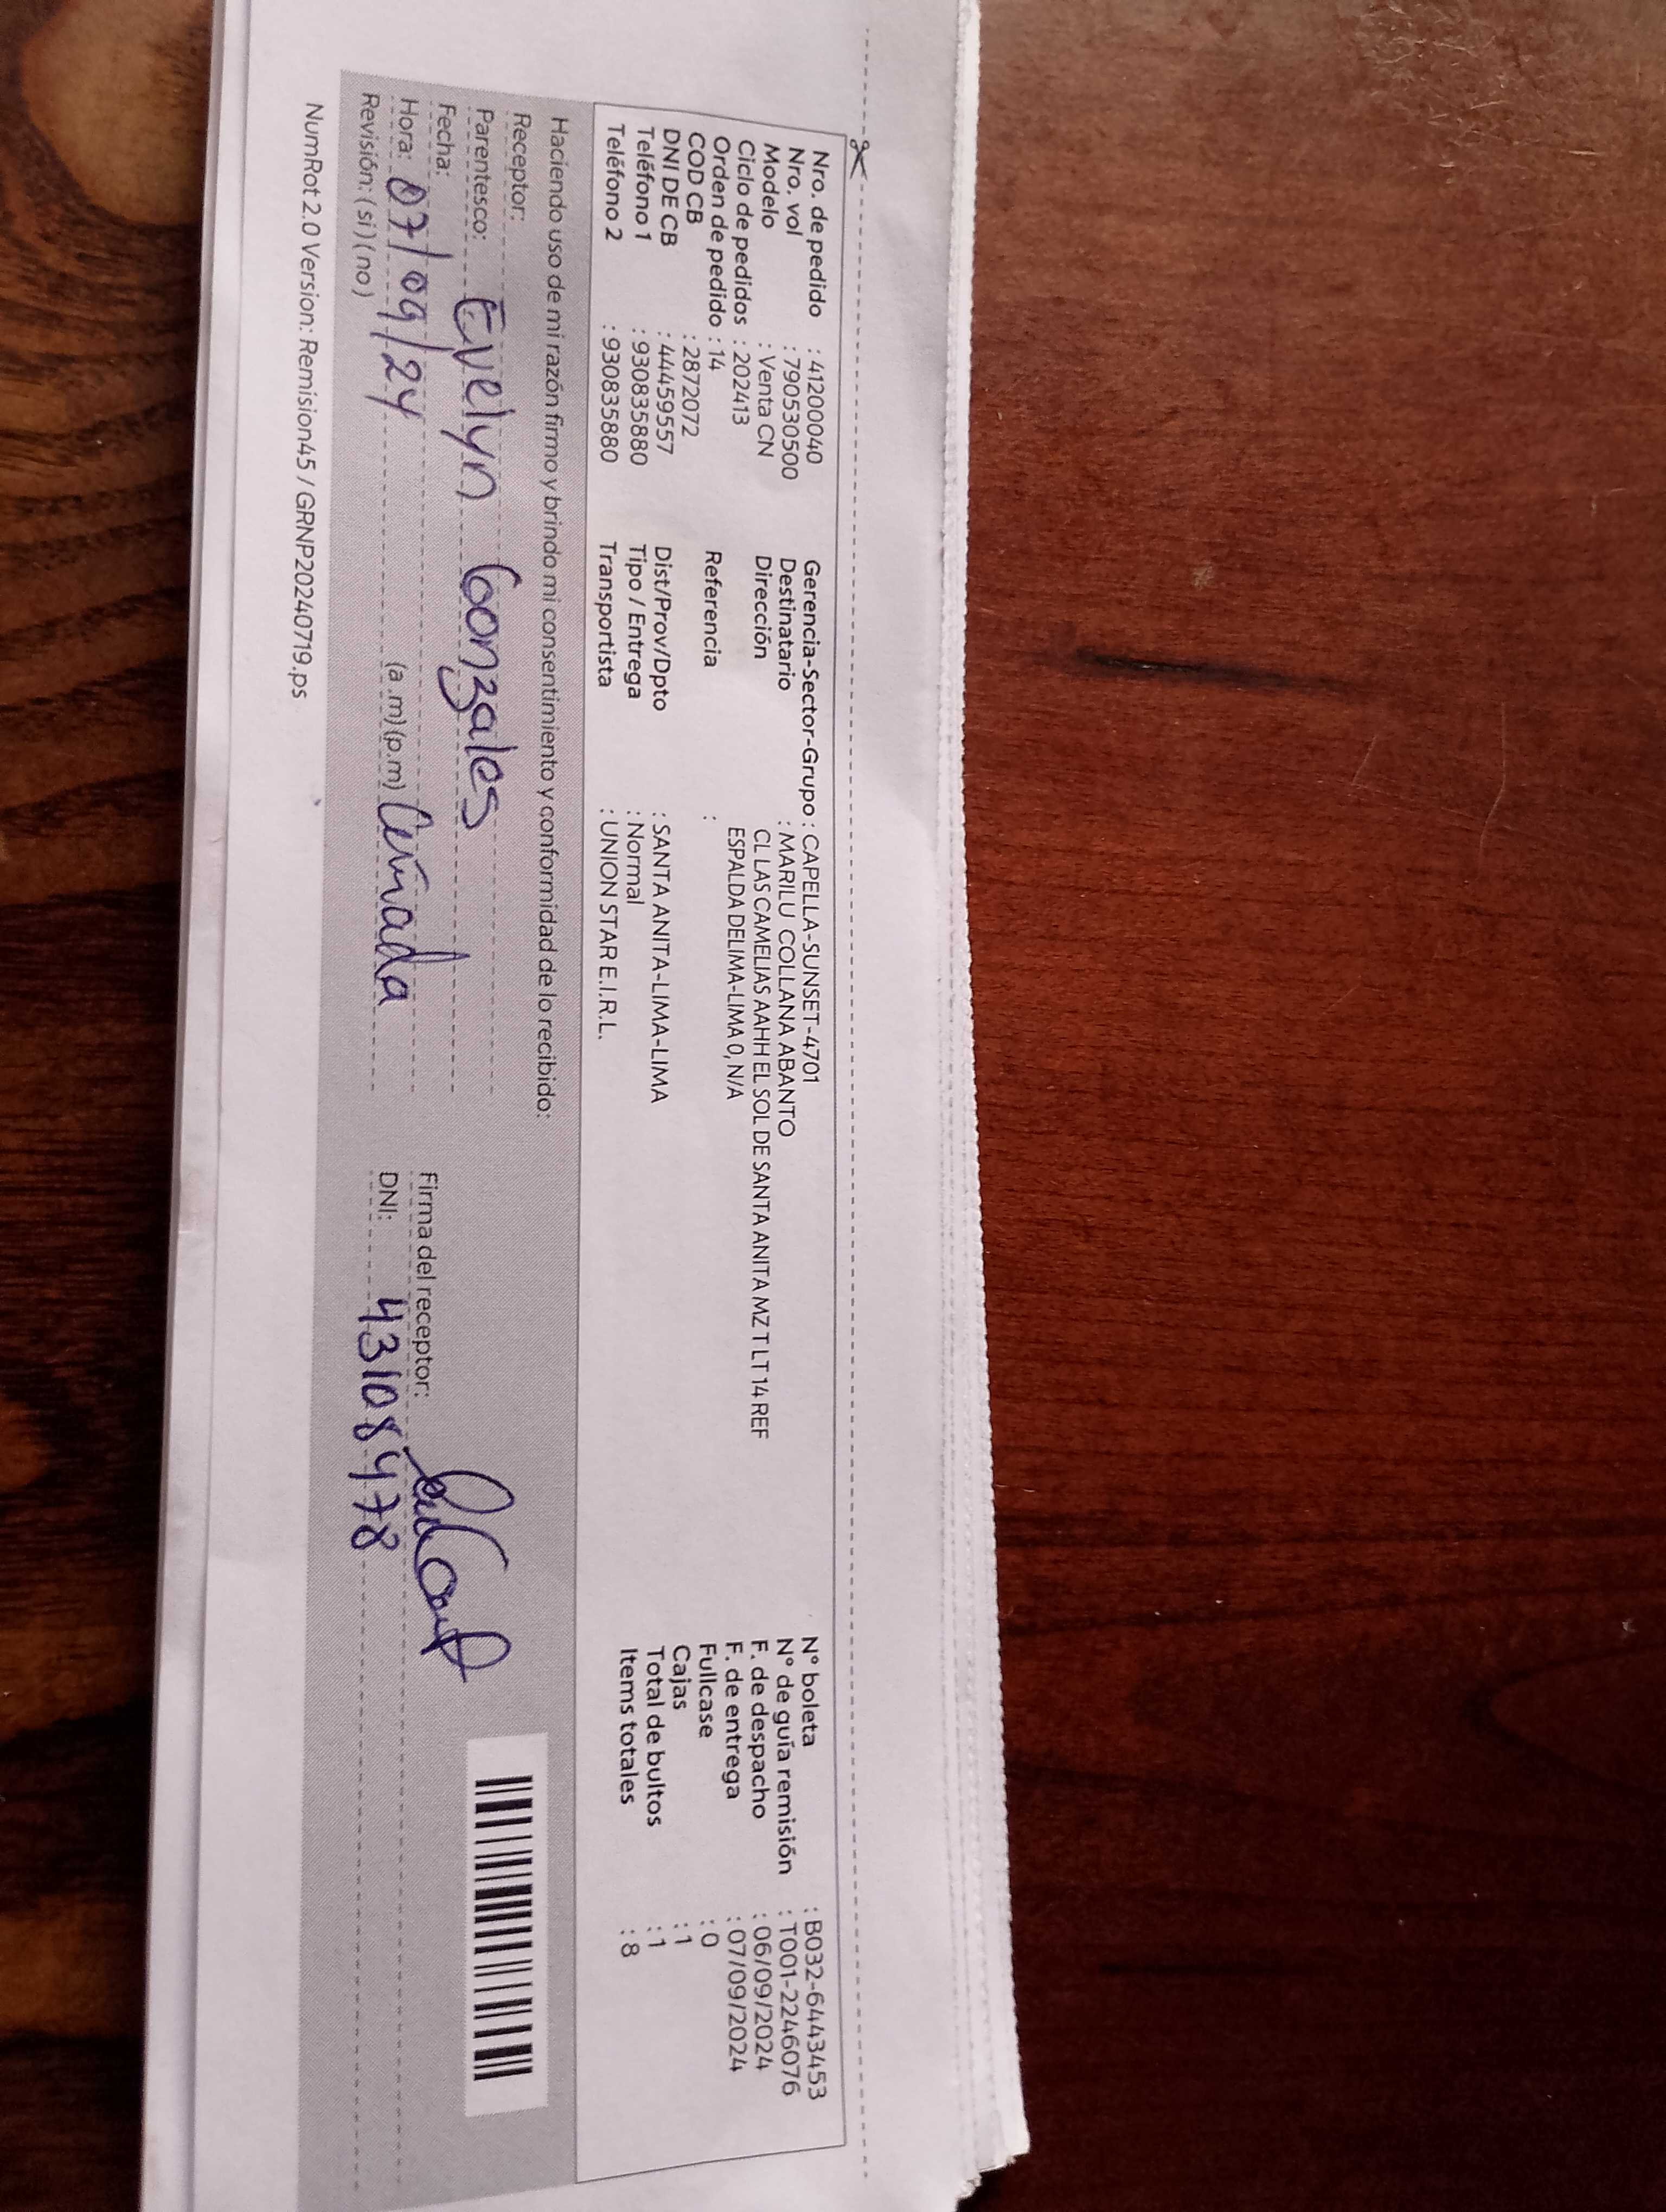 Nro. de pedido : 41200040
Nro. vol : 790530500
Modelo : Venta CN
Ciclo de pedidos : 202413
Orden de pedido : 14
COD CB : 2872072
DNI DE CB : 44459557
Teléfono 1 : 930835880
Teléfono 2 : 930835880
Gerencia-Sector-Grupo : CAPELLA-SUNSET-4701
Destinatario : MARILU COLLANA ABANTO
Dirección CL LAS CAMELIAS AAHH EL SOL DE SANTA ANITA MZ T LT 14 REF
ESPALDA DELIMA-LIMA 0, N/A
Referencia :
Dist/Prov/Dpto : SANTA ANITA-LIMA-LIMA
Tipo / Entrega : Normal
Transportista : UNION STAR E.I.R.L.
N° boleta : B032-6443453
N° de guía remisión : T001-2246076
F. de despacho : 06/09/2024
F. de entrega : 07/09/2024
Fullcase : 0
Cajas : 1
Total de bultos : 1
Items totales : 8
Haciendo uso de mi razón firmo y brindo mi consentimiento y conformidad de lo recibido:
Receptor:
Parentesco: Evelyn Gonzales
Fecha:
Hora: 07/09/24 (a .m) (p.m)
Revisión: (si) (no)
Firma del receptor:
DNI: 43108478
NumRot 2.0 Version: Remision45 / GRNP20240719.ps